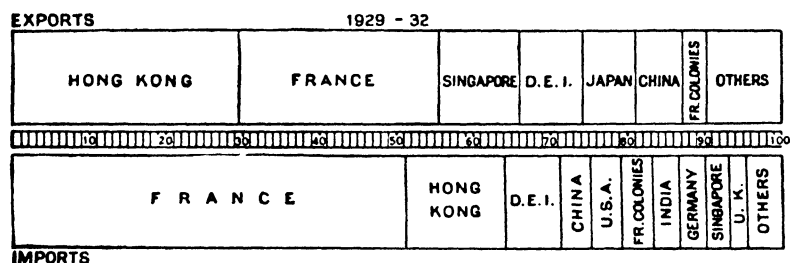 EXPORTS 1929 - 32
HONG KONG FRANCE SINGAPORE D.E.I. JAPAN CHINA FR. COLONIES OTHERS
10 20 30 40 50 60 70 80 90 100
FRANCE HONG KONG D.E.I. CHINA U.S.A. FR. COLONIES INDIA GERMANY SINGAPORE U.K. OTHERS
IMPORTS